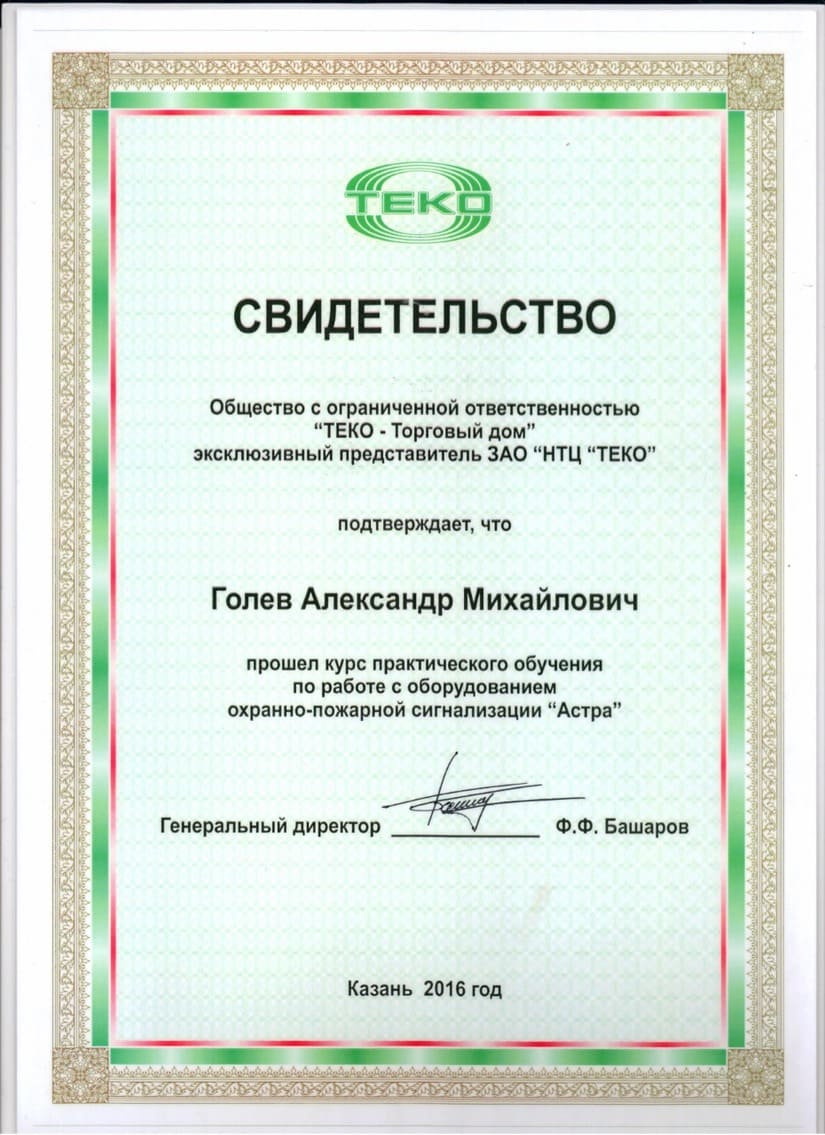 ТЕКО
СВИДЕТЕЛЬСТВО
Общество с ограниченной ответственностью
“ТЕКО - Торговый дом”
эксклюзивный представитель ЗАО “НТЦ “ТЕКО”
подтверждает, что
Голев Александр Михайлович
прошел курс практического обучения
по работе с оборудованием
охранно-пожарной сигнализации “Астра”
Генеральный директор Ф.Ф. Башаров
Казань 2016 год